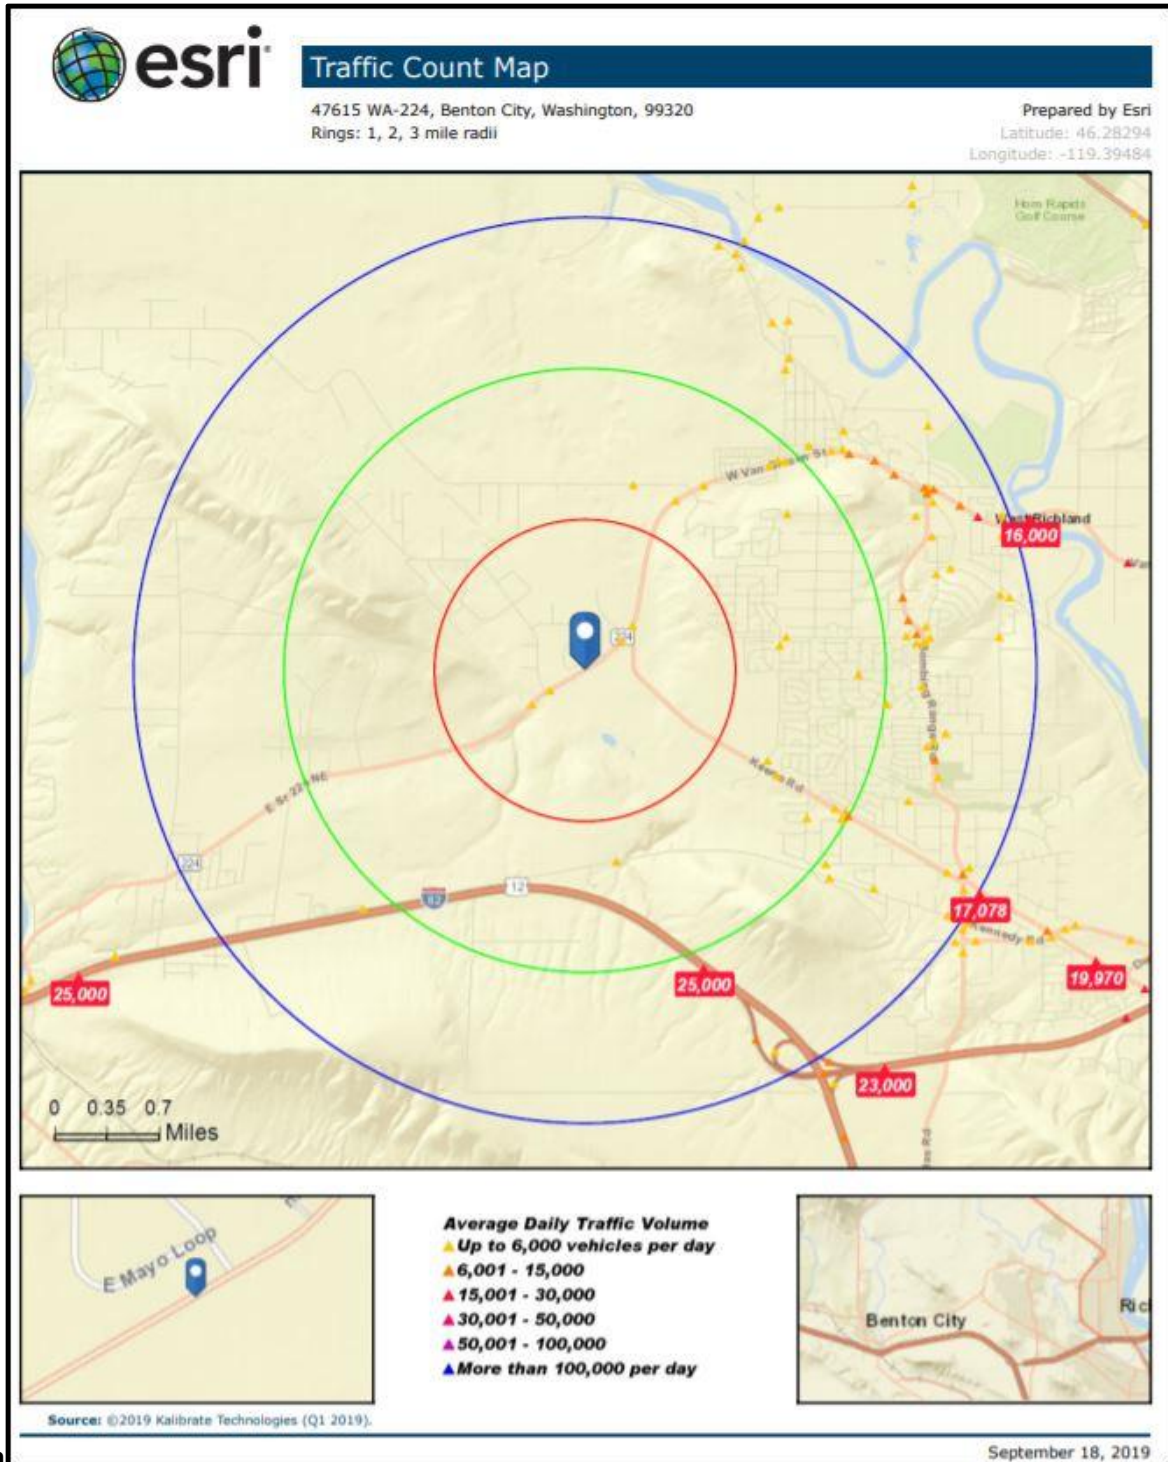 esri
Traffic Count Map
47615 WA-224, Benton City, Washington, 99320
Rings: 1, 2, 3 mile radii
Prepared by Esri
Latitude: 46.28294
Longitude: -119.39484
Horn Rapids
Golf Course
W Van Giesen St
West Richland
16,000
224
Bombing Range Rd
Keene Rd
E Sr 224 NE
224
82
12
17,078
Kennedy Rd
25,000
25,000
19,970
23,000
0 0.35 0.7
Miles
E Mayo Loop
Average Daily Traffic Volume
Up to 6,000 vehicles per day
6,001 - 15,000
15,001 - 30,000
30,001 - 50,000
50,001 - 100,000
More than 100,000 per day
Benton City
Ric
Source: ©2019 Kalibrate Technologies (Q1 2019).
September 18, 2019